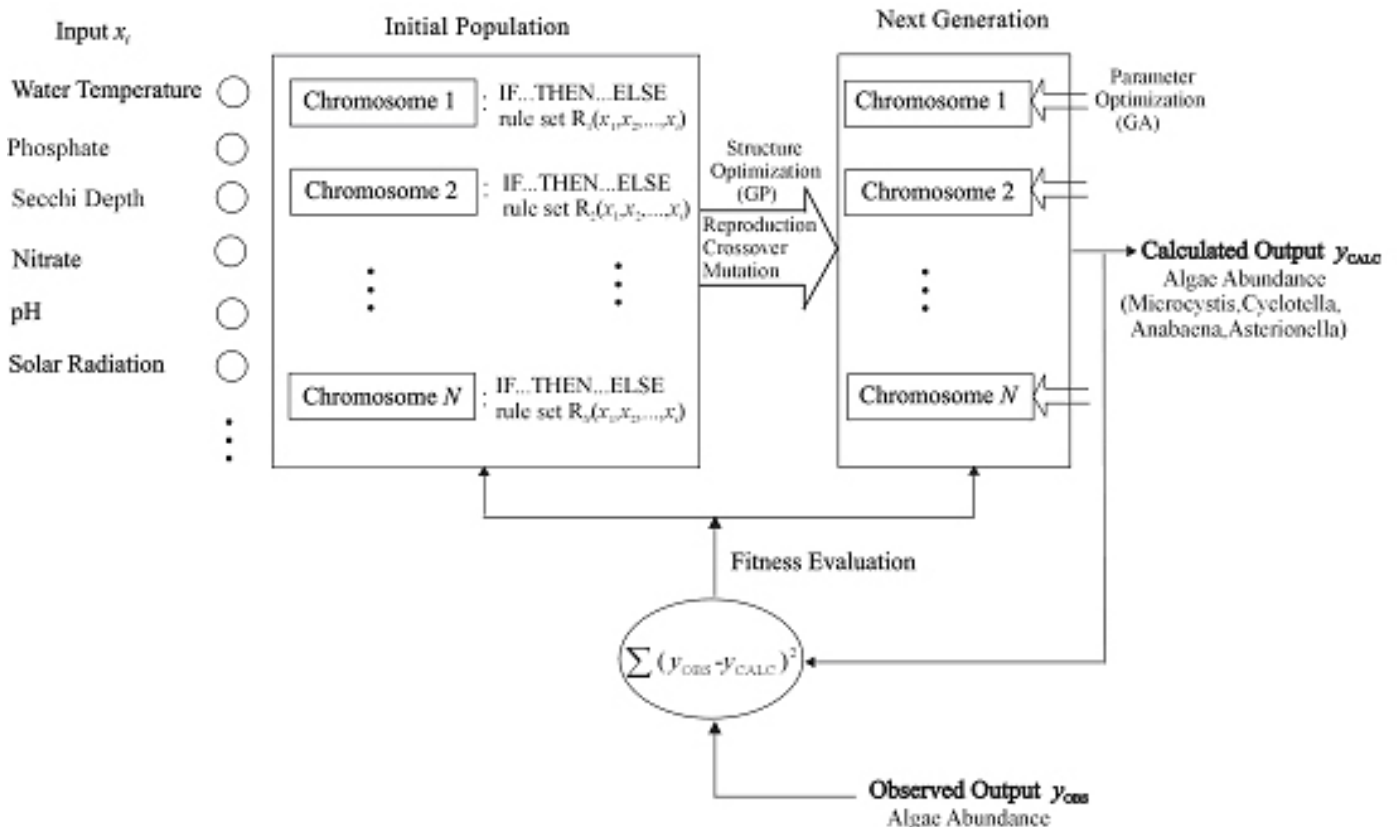 Input xᵢ
Initial Population
Next Generation
Water Temperature
Phosphate
Secchi Depth
Nitrate
pH
Solar Radiation
Chromosome 1 : IF...THEN...ELSE
rule set R₁(x₁,x₂,...,xᵢ)
Chromosome 2 : IF...THEN...ELSE
rule set R₂(x₁,x₂,...,xᵢ)
Chromosome N : IF...THEN...ELSE
rule set Rₙ(x₁,x₂,...,xᵢ)
Structure
Optimization
(GP)
Reproduction
Crossover
Mutation
Chromosome 1
Chromosome 2
Chromosome N
Parameter
Optimization
(GA)
Calculated Output y_CALC
Algae Abundance
(Microcystis,Cyclotella,
Anabaena,Asterionella)
Fitness Evaluation
∑(y_OBS-y_CALC)²
Observed Output y_OBS
Algae Abundance